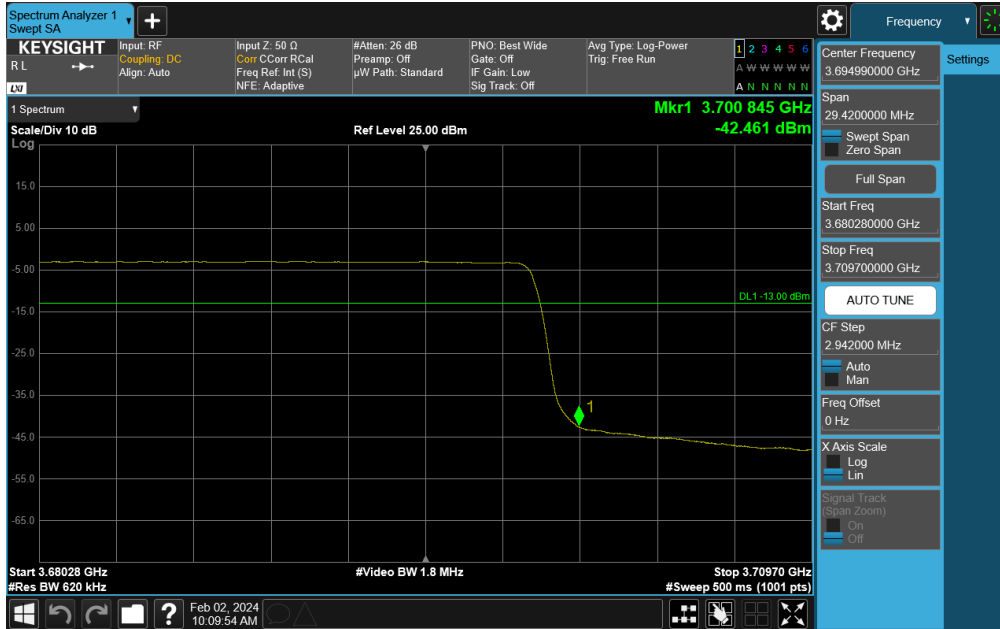 Spectrum Analyzer 1
Swept SA
Frequency
KEYSIGHT
R L
LXI
Input: RF
Coupling: DC
Align: Auto
Input Z: 50 Ω
Corr CCorr RCal
Freq Ref: Int (S)
NFE: Adaptive
#Atten: 26 dB
Preamp: Off
µW Path: Standard
PNO: Best Wide
Gate: Off
IF Gain: Low
Sig Track: Off
Avg Type: Log-Power
Trig: Free Run
1 2 3 4 5 6
A W W W W W
A N N N N N
1 Spectrum
Scale/Div 10 dB
Log
Ref Level 25.00 dBm
Mkr1 3.700 845 GHz
-42.461 dBm
15.0
5.00
-5.00
-15.0
-25.0
-35.0
-45.0
-55.0
-65.0
DL1 -13.00 dBm
1
Start 3.68028 GHz
#Res BW 620 kHz
#Video BW 1.8 MHz
Stop 3.70970 GHz
#Sweep 500 ms (1001 pts)
Feb 02, 2024
10:09:54 AM
?
Center Frequency
3.694990000 GHz
Span
29.4200000 MHz
Swept Span
Zero Span
Full Span
Start Freq
3.680280000 GHz
Stop Freq
3.709700000 GHz
AUTO TUNE
CF Step
2.942000 MHz
Auto
Man
Freq Offset
0 Hz
X Axis Scale
Log
Lin
Signal Track
(Span Zoom)
On
Off
Settings